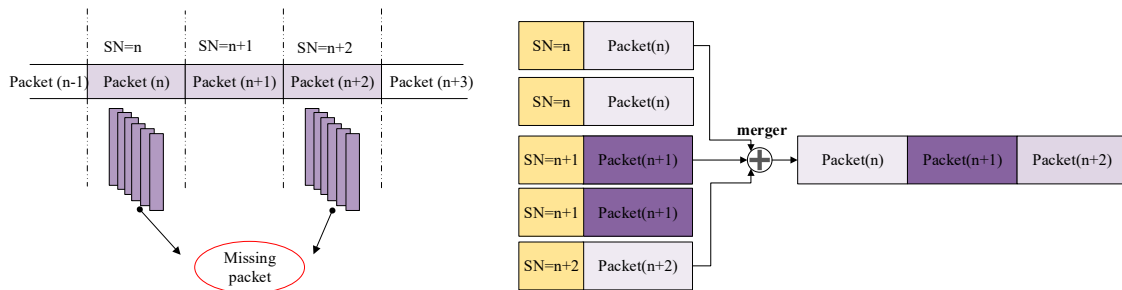 SN=n
SN=n+1
SN=n+2
Packet (n-1)
Packet (n)
Packet (n+1)
Packet (n+2)
Packet (n+3)
Missing
packet
SN=n
Packet(n)
SN=n
Packet(n)
SN=n+1
Packet(n+1)
SN=n+1
Packet(n+1)
SN=n+2
Packet(n+2)
merger
Packet(n)
Packet(n+1)
Packet(n+2)